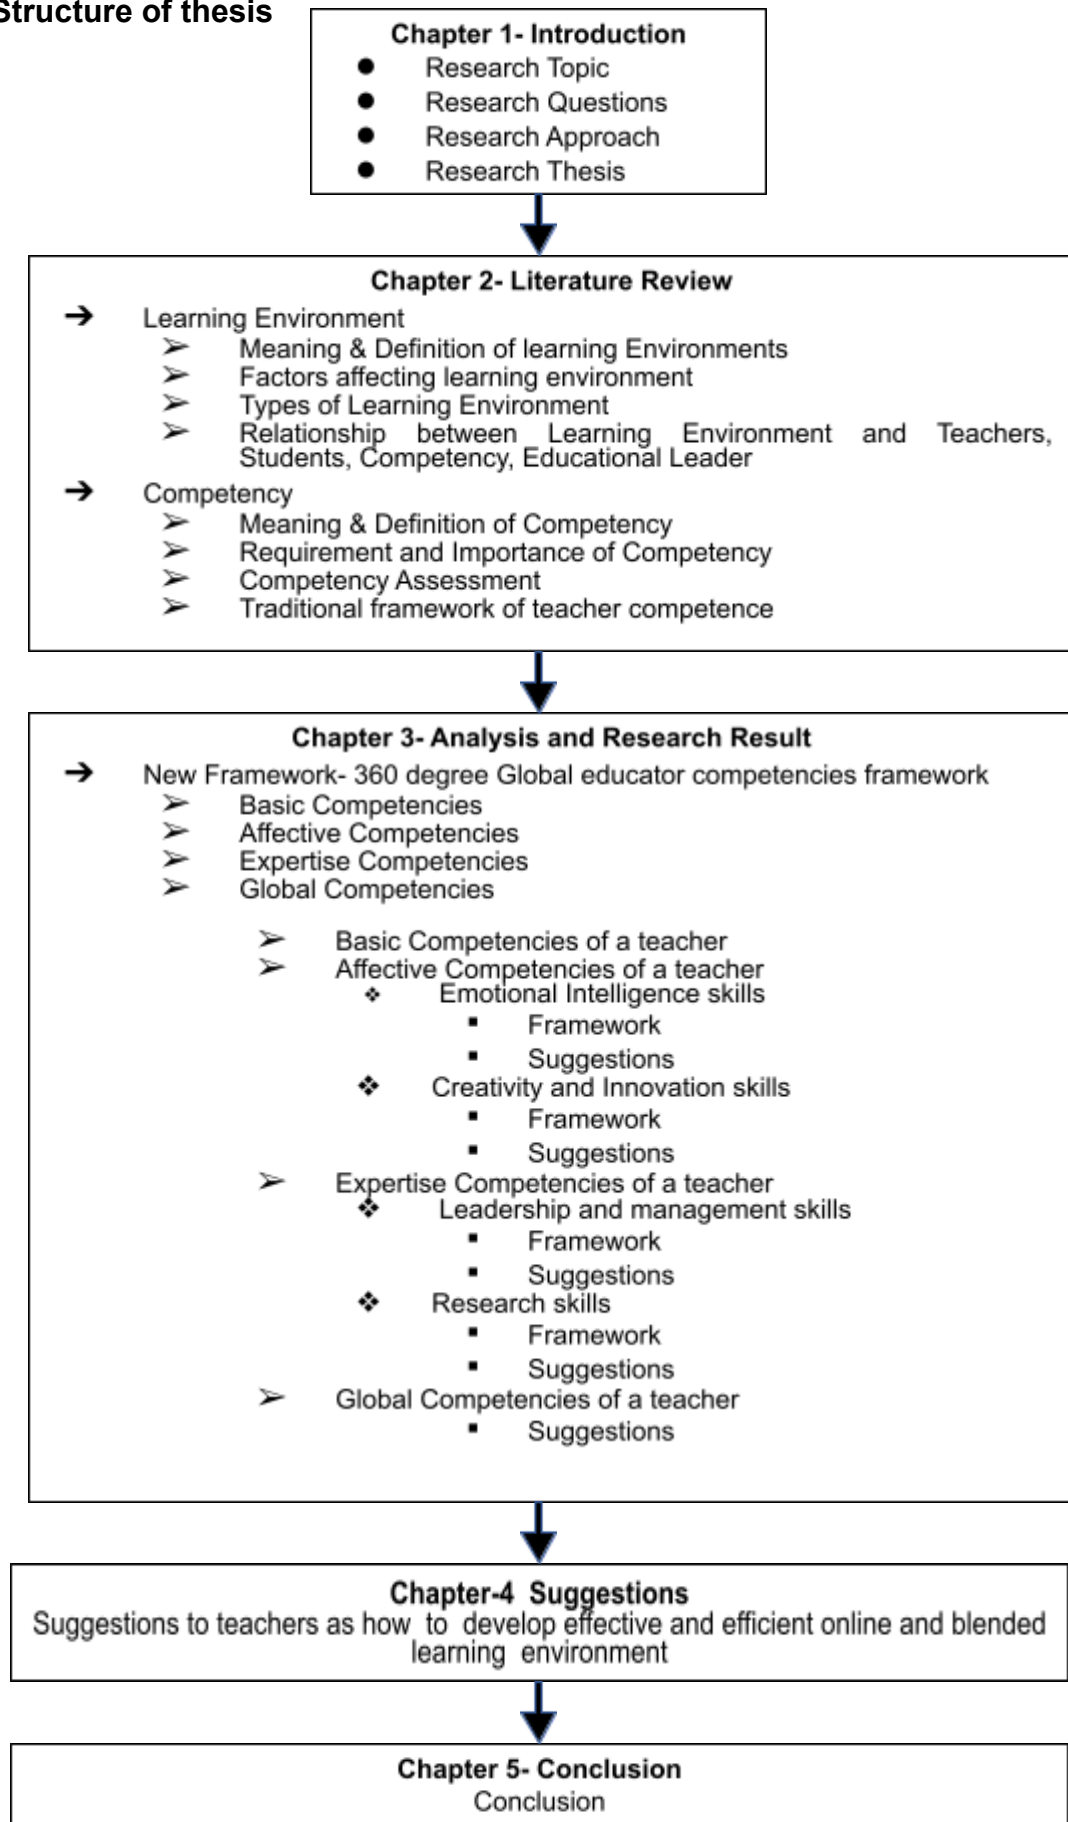 Structure of thesis
Chapter 1- Introduction
● Research Topic
● Research Questions
● Research Approach
● Research Thesis
Chapter 2- Literature Review
➔ Learning Environment
➢ Meaning & Definition of learning Environments
➢ Factors affecting learning environment
➢ Types of Learning Environment
➢ Relationship between Learning Environment and Teachers,
Students, Competency, Educational Leader
➔ Competency
➢ Meaning & Definition of Competency
➢ Requirement and Importance of Competency
➢ Competency Assessment
➢ Traditional framework of teacher competence
Chapter 3- Analysis and Research Result
➔ New Framework- 360 degree Global educator competencies framework
➢ Basic Competencies
➢ Affective Competencies
➢ Expertise Competencies
➢ Global Competencies
➢ Basic Competencies of a teacher
➢ Affective Competencies of a teacher
❖ Emotional Intelligence skills
▪ Framework
▪ Suggestions
❖ Creativity and Innovation skills
▪ Framework
▪ Suggestions
➢ Expertise Competencies of a teacher
❖ Leadership and management skills
▪ Framework
▪ Suggestions
❖ Research skills
▪ Framework
▪ Suggestions
➢ Global Competencies of a teacher
▪ Suggestions
Chapter-4 Suggestions
Suggestions to teachers as how to develop effective and efficient online and blended
learning environment
Chapter 5- Conclusion
Conclusion